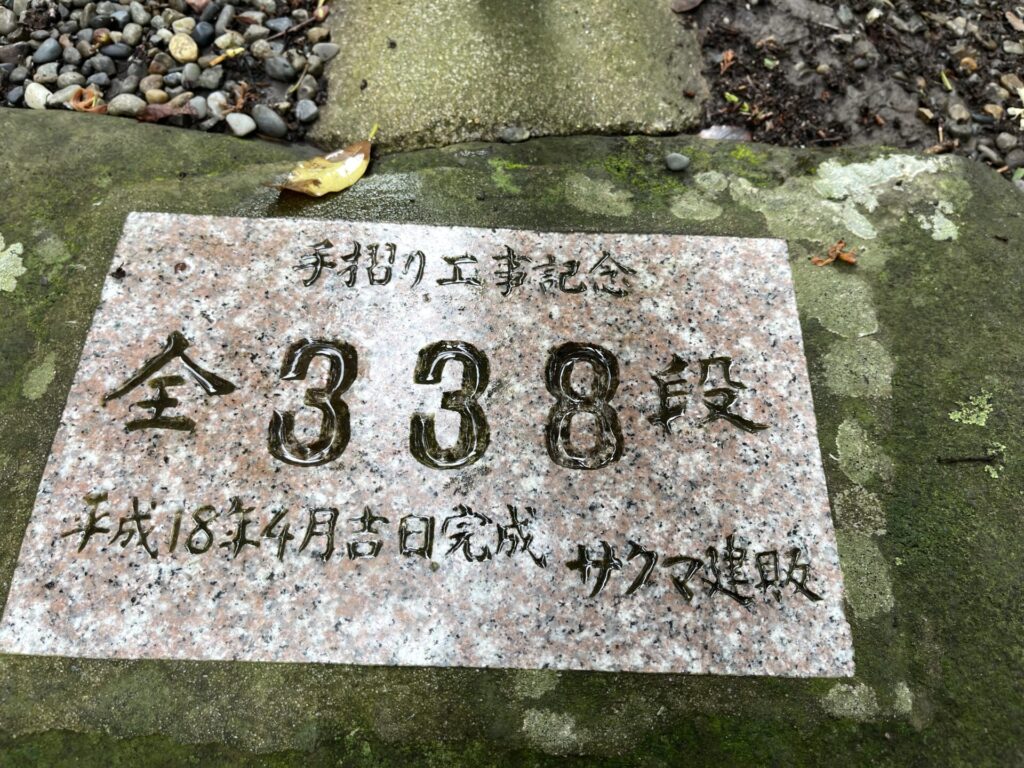 手摺り工事記念
全338段
平成18年4月吉日完成
サクマ建販